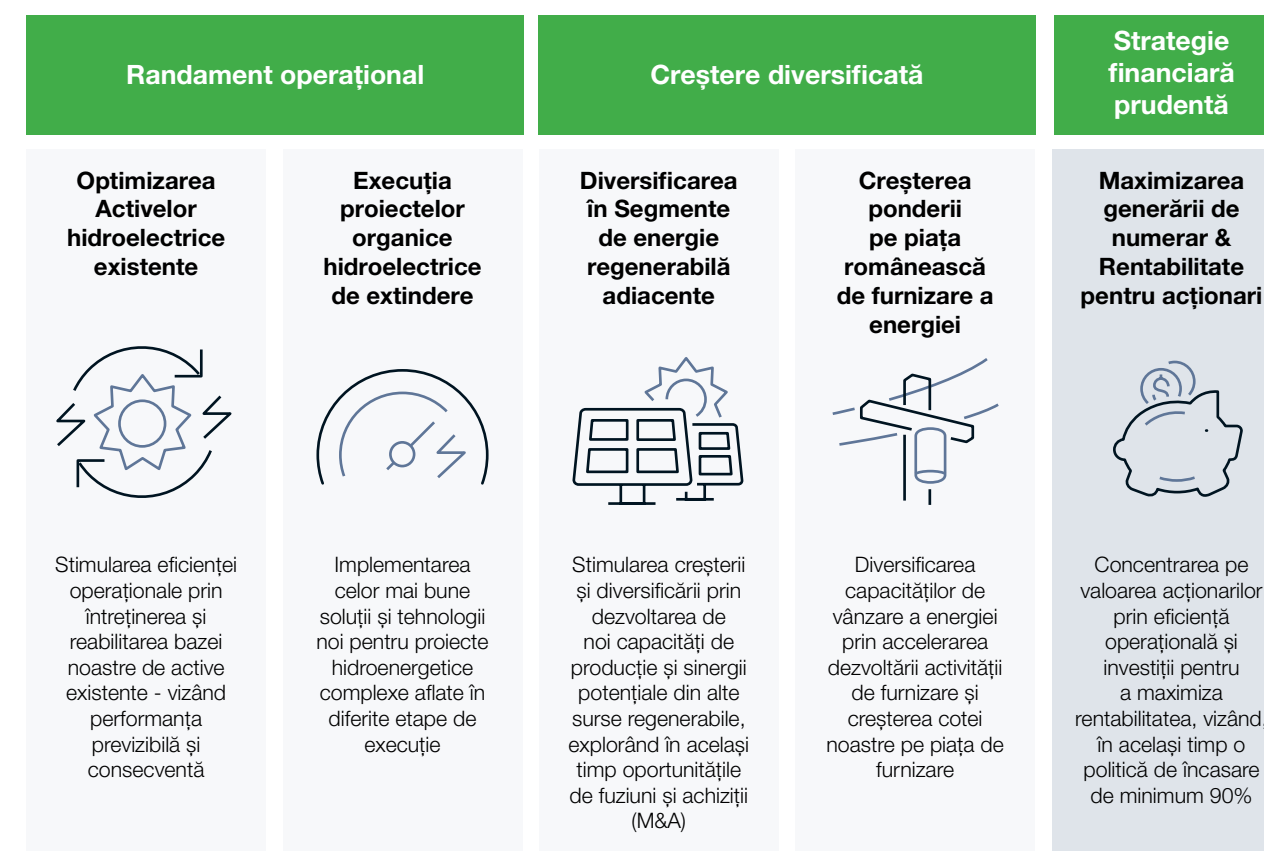 Randament operațional
Creștere diversificată
Strategie
financiară
prudentă
Optimizarea
Activelor
hidroelectrice
existente
Stimularea eficienței
operaționale prin
întreținerea și
reabilitarea bazei
noastre de active
existente - vizând
performanța
previzibilă și
consecventă
Execuția
proiectelor
organice
hidroelectrice
de extindere
Implementarea
celor mai bune
soluții și tehnologii
noi pentru proiecte
hidroenergetice
complexe aflate în
diferite etape de
execuție
Diversificarea
în Segmente
de energie
regenerabilă
adiacente
Stimularea creșterii
și diversificării prin
dezvoltarea de
noi capacități de
producție și sinergii
potențiale din alte
surse regenerabile,
explorând în același
timp oportunitățile
de fuziuni și achiziții
(M&A)
Creșterea
ponderii
pe piața
românească
de furnizare a
energiei
Diversificarea
capacităților de
vânzare a energiei
prin accelerarea
dezvoltării activității
de furnizare și
creșterea cotei
noastre pe piața de
furnizare
Maximizarea
generării de
numerar &
Rentabilitate
pentru acționari
$
Concentrarea pe
valoarea acționarilor
prin eficiență
operațională și
investiții pentru
a maximiza
rentabilitatea, vizând,
în același timp o
politică de încasare
de minimum 90%